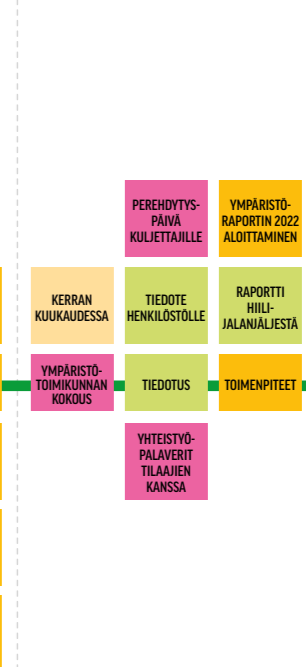 PEREHDYTYS-
PÄIVÄ
KULJETTAJILLE
YMPÄRISTÖ-
RAPORTIN 2022
ALOITTAMINEN
KERRAN
KUUKAUDESSA
TIEDOTE
HENKILÖSTÖLLE
RAPORTTI
HIILI-
JALANJÄLJESTÄ
YMPÄRISTÖ-
TOIMIKUNNAN
KOKOUS
TIEDOTUS
TOIMENPITEET
YHTEISTYÖ-
PALAVERIT
TILAAJIEN
KANSSA